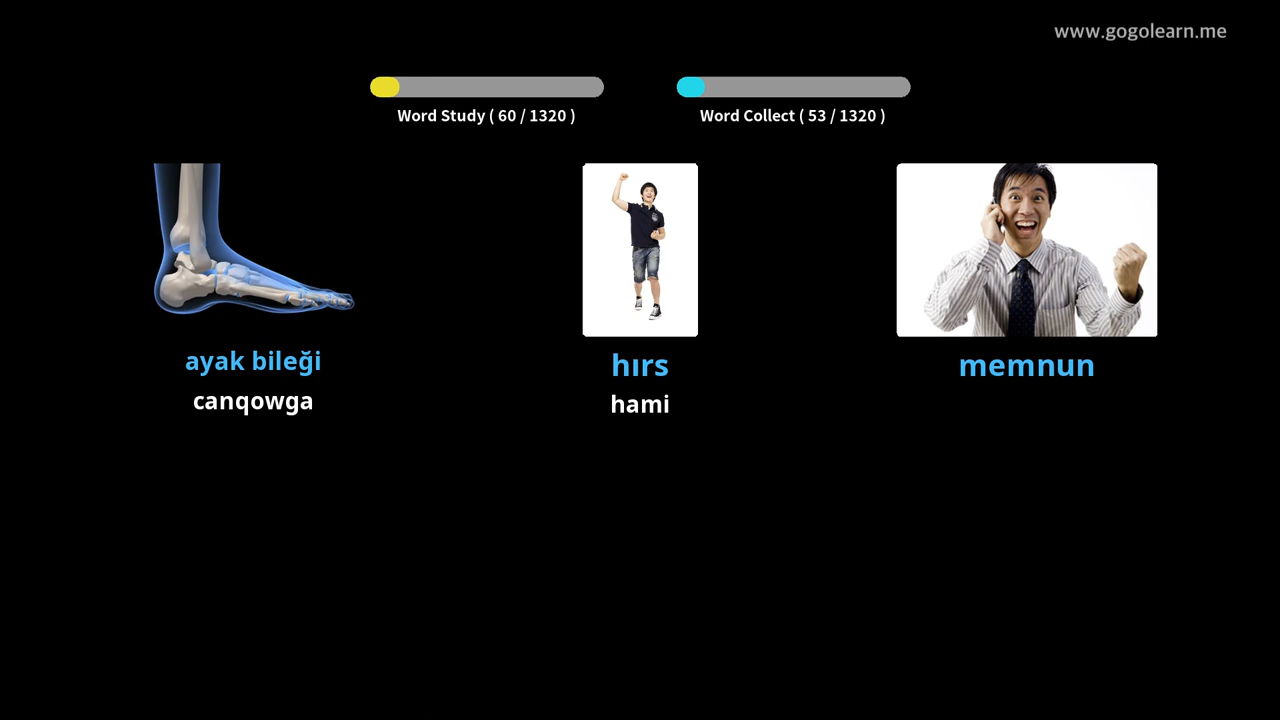 www.gogolearn.me
Word Study ( 60 / 1320 )
Word Collect ( 53 / 1320 )
ayak bileği
canqowga
hırs
hami
memnun